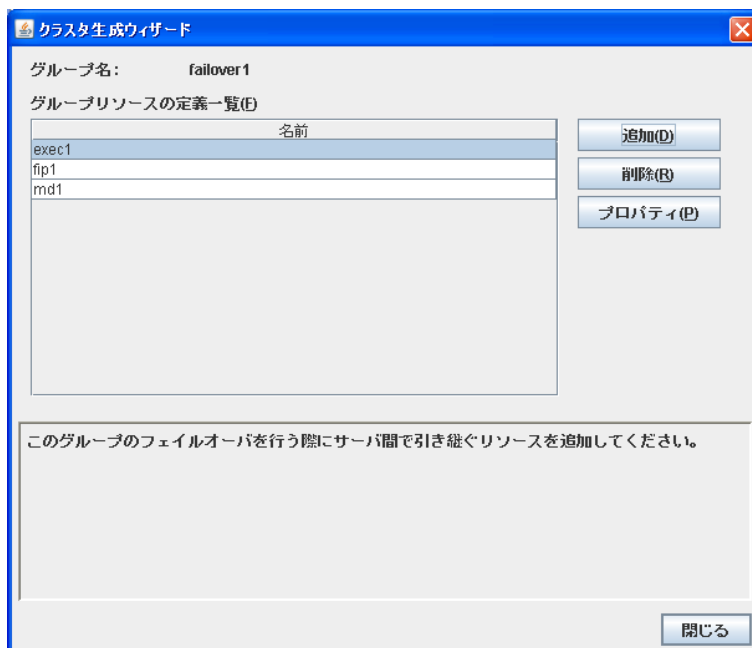 クラスタ生成ウィザード
グループ名: failover1
グループリソースの定義一覧(F)
名前
exec1
fip1
md1
追加(D)
削除(R)
プロパティ(P)
このグループのフェイルオーバを行う際にサーバ間で引き継ぐリソースを追加してください。
閉じる